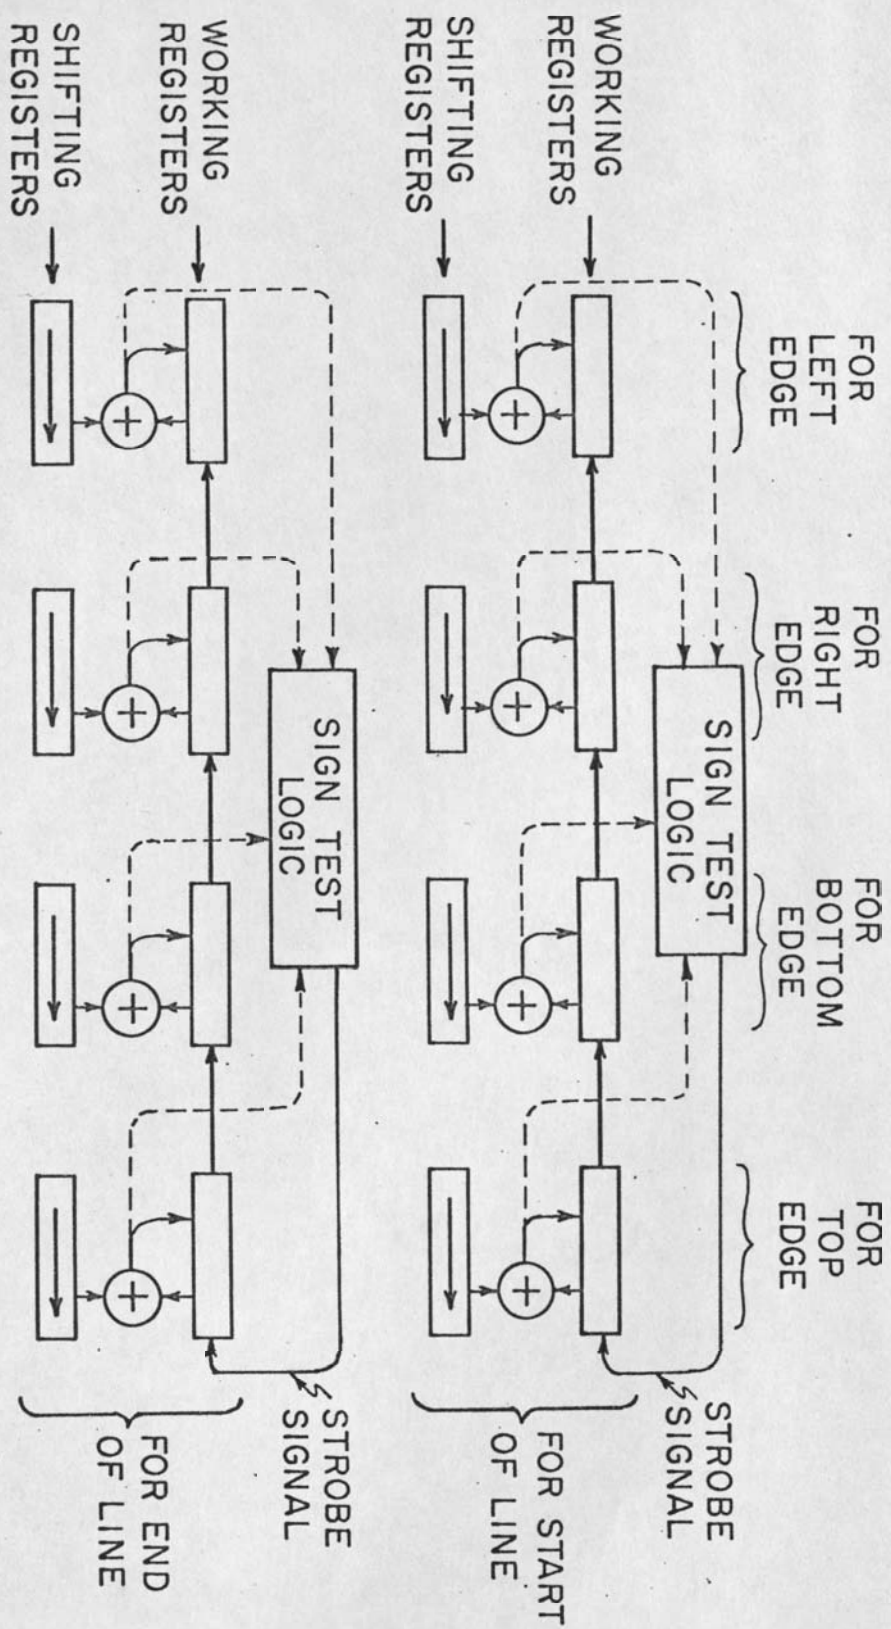 FOR
LEFT
EDGE
FOR
RIGHT
EDGE
FOR
BOTTOM
EDGE
FOR
TOP
EDGE
SIGN TEST
LOGIC
STROBE
SIGNAL
WORKING
REGISTERS
+
+
+
+
FOR START
OF LINE
SHIFTING
REGISTERS
SIGN TEST
LOGIC
STROBE
SIGNAL
WORKING
REGISTERS
+
+
+
+
FOR END
OF LINE
SHIFTING
REGISTERS